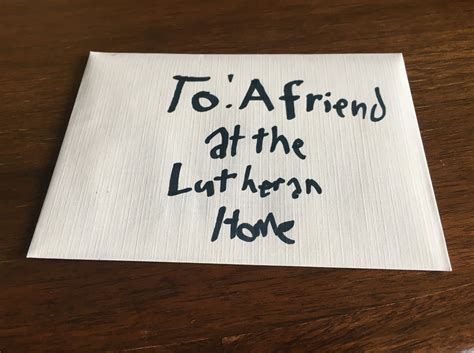 To: A friend
at the
Lutheran
Home